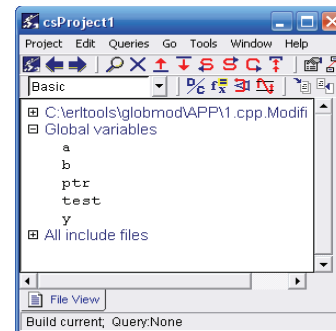 csProject1
Project Edit Queries Go Tools Window Help
Basic
C:\erltools\globmod\APP\1.cpp.Modifi
Global variables
a
b
ptr
test
y
All include files
File View
Build current; Query:None